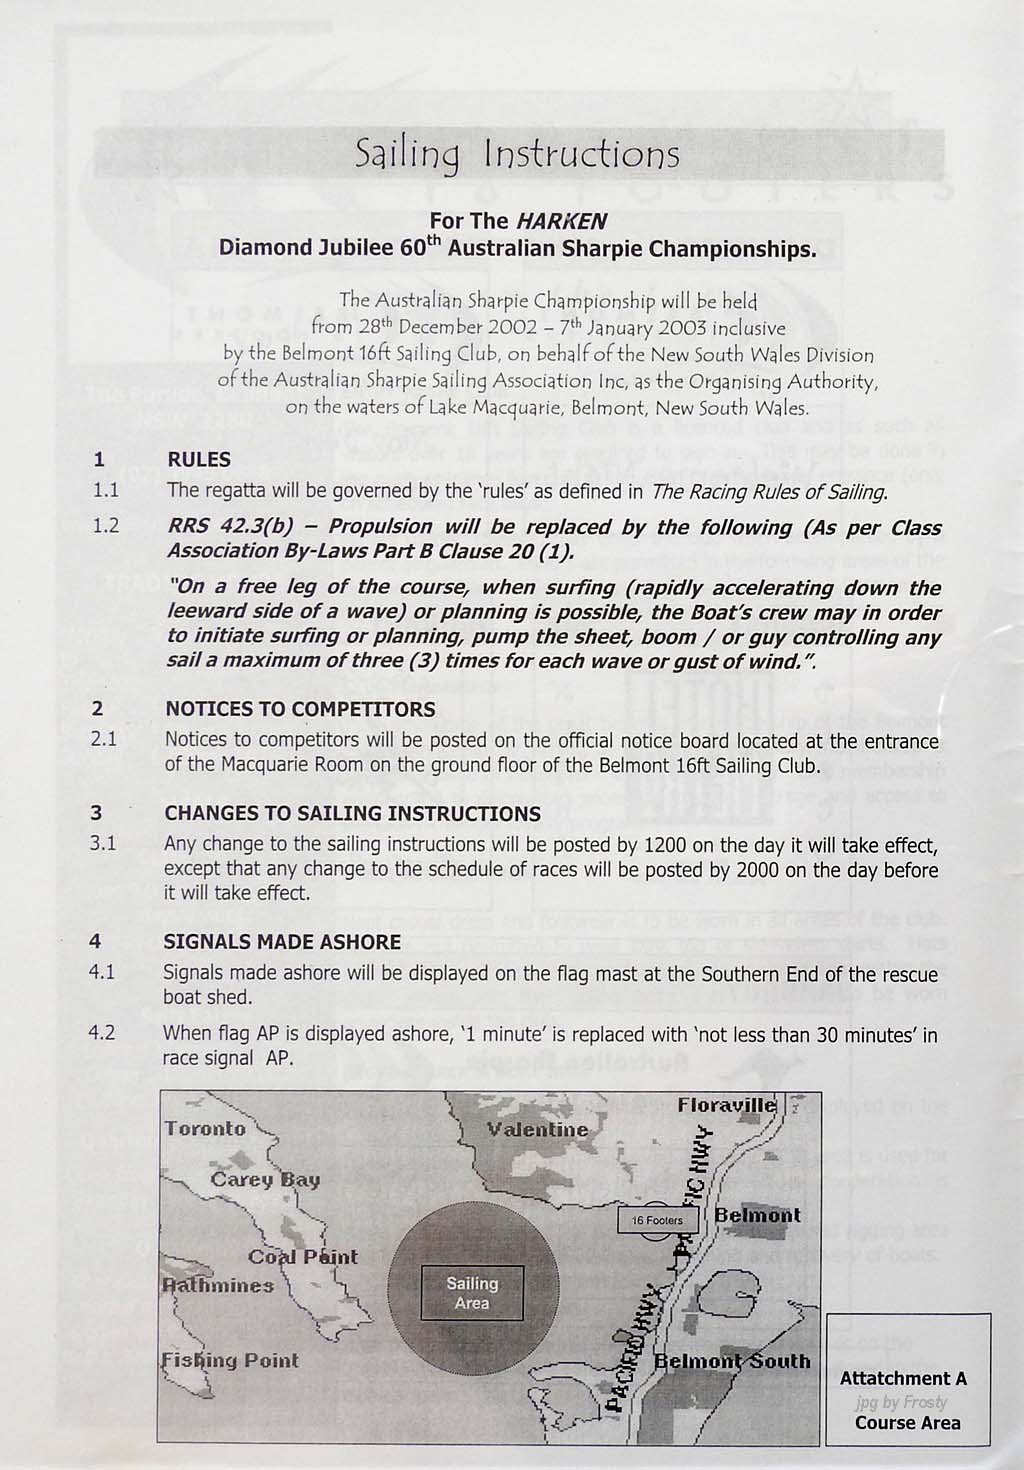 Sailing Instructions
For The HARKEN
Diamond Jubilee 60th Australian Sharpie Championships.
The Australian Sharpie Championship will be held
from 28th December 2002 – 7th January 2003 inclusive
by the Belmont 16ft Sailing Club, on behalf of the New South Wales Division
of the Australian Sharpie Sailing Association Inc, as the Organising Authority,
on the waters of Lake Macquarie, Belmont, New South Wales.
1 RULES
1.1 The regatta will be governed by the ‘rules’ as defined in The Racing Rules of Sailing.
1.2 RRS 42.3(b) – Propulsion will be replaced by the following (As per Class
Association By-Laws Part B Clause 20 (1).
"On a free leg of the course, when surfing (rapidly accelerating down the
leeward side of a wave) or planning is possible, the Boat's crew may in order
to initiate surfing or planning, pump the sheet, boom / or guy controlling any
sail a maximum of three (3) times for each wave or gust of wind.".
2 NOTICES TO COMPETITORS
2.1 Notices to competitors will be posted on the official notice board located at the entrance
of the Macquarie Room on the ground floor of the Belmont 16ft Sailing Club.
3 CHANGES TO SAILING INSTRUCTIONS
3.1 Any change to the sailing instructions will be posted by 1200 on the day it will take effect,
except that any change to the schedule of races will be posted by 2000 on the day before
it will take effect.
4 SIGNALS MADE ASHORE
4.1 Signals made ashore will be displayed on the flag mast at the Southern End of the rescue
boat shed.
4.2 When flag AP is displayed ashore, ‘1 minute’ is replaced with ‘not less than 30 minutes’ in
race signal AP.
Floraville
Toronto
Valentine
PACIFIC HWY
Carey Bay
16 Footers
Belmont
Coal Point
Rathmines
Sailing
Area
PACIFIC HWY
Fishing Point
Belmont South
Attatchment A
jpg by Frosty
Course Area